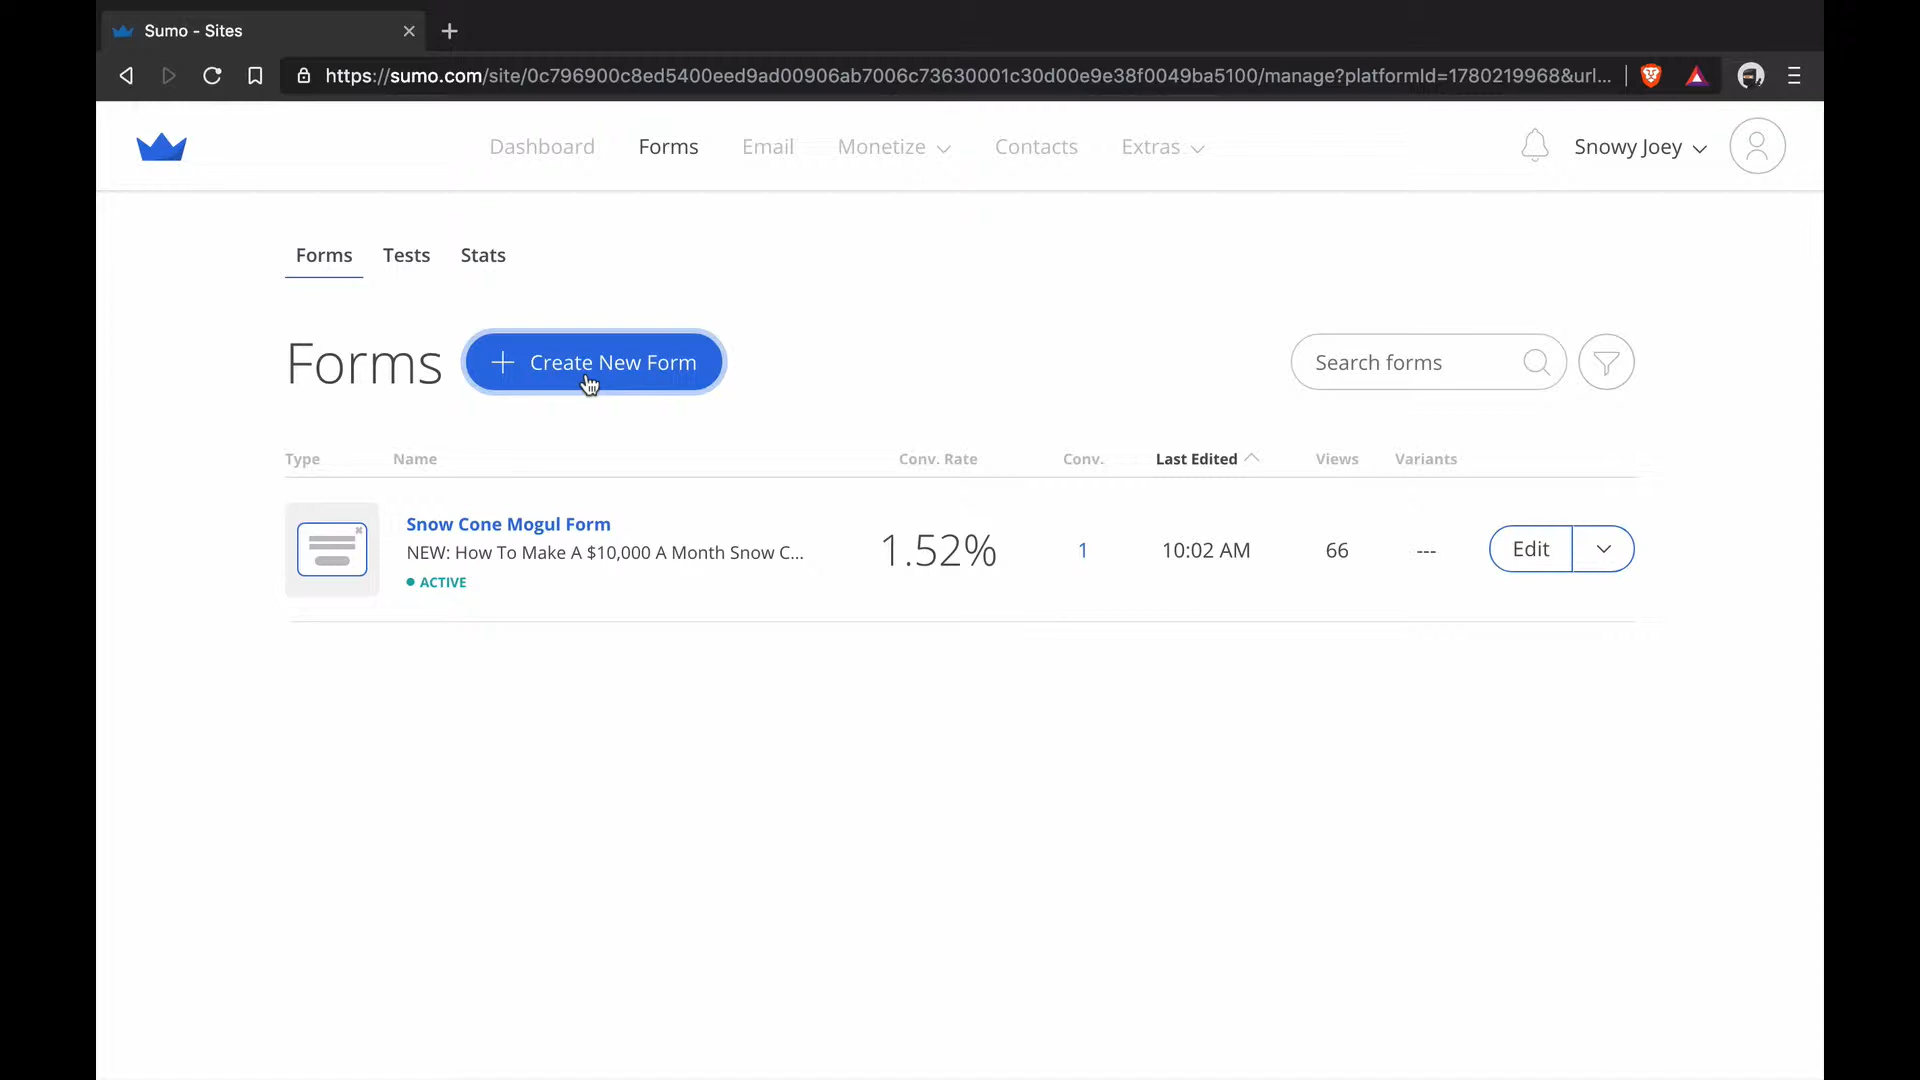 Sumo - Sites
https://sumo.com/site/0c796900c8ed5400eed9ad00906ab7006c73630001c30d00e9e38f0049ba5100/manage?platformId=1780219968&url...
Dashboard Forms Email Monetize Contacts Extras Snowy Joey
Forms Tests Stats
Forms + Create New Form Search forms
Type Name Conv. Rate Conv. Last Edited Views Variants
Snow Cone Mogul Form
NEW: How To Make A $10,000 A Month Snow C...
ACTIVE
1.52% 1 10:02 AM 66 --- Edit